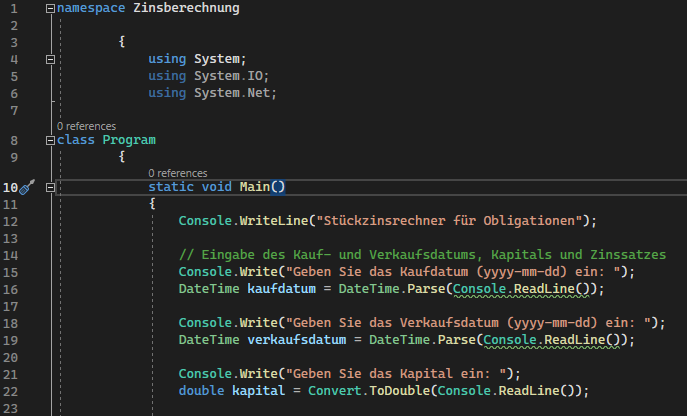 1 namespace Zinsberechnung
2
3 {
4 using System;
5 using System.IO;
6 using System.Net;
7
0 references
8 class Program
9 {
0 references
10 static void Main()
11 {
12 Console.WriteLine("Stückzinsrechner für Obligationen");
13
14 // Eingabe des Kauf- und Verkaufsdatums, Kapitals und Zinssatzes
15 Console.Write("Geben Sie das Kaufdatum (yyyy-mm-dd) ein: ");
16 DateTime kaufdatum = DateTime.Parse(Console.ReadLine());
17
18 Console.Write("Geben Sie das Verkaufsdatum (yyyy-mm-dd) ein: ");
19 DateTime verkaufsdatum = DateTime.Parse(Console.ReadLine());
20
21 Console.Write("Geben Sie das Kapital ein: ");
22 double kapital = Convert.ToDouble(Console.ReadLine());
23